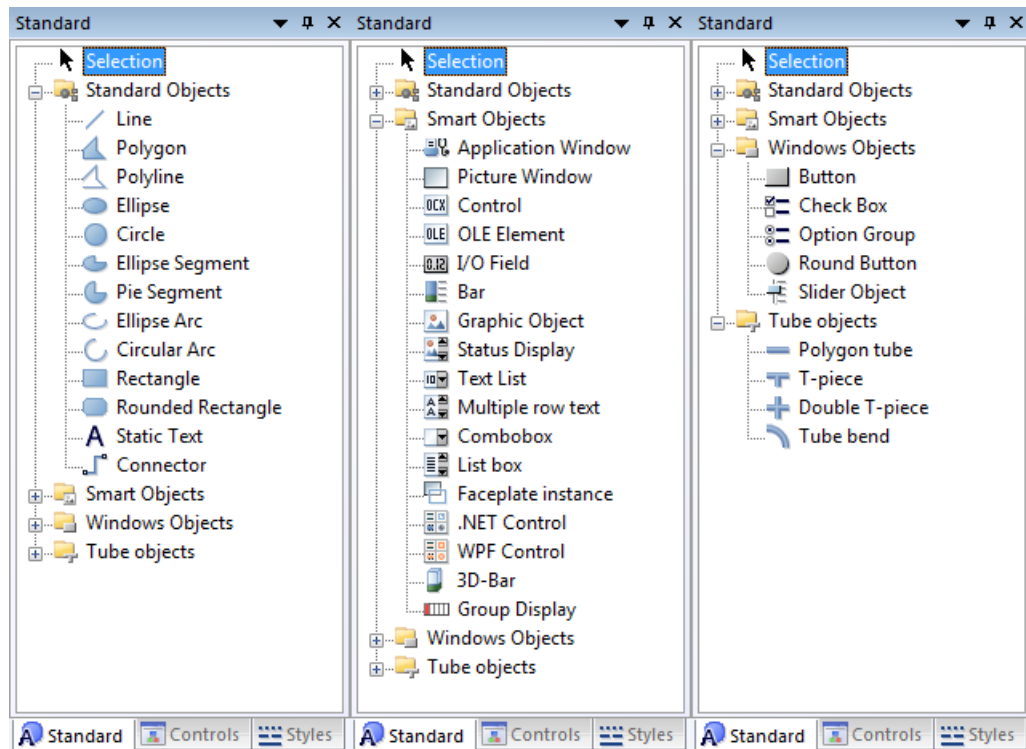 Standard
Selection
Standard Objects
Line
Polygon
Polyline
Ellipse
Circle
Ellipse Segment
Pie Segment
Ellipse Arc
Circular Arc
Rectangle
Rounded Rectangle
A Static Text
Connector
Smart Objects
Windows Objects
Tube objects
A Standard
Controls
Styles
Standard
Selection
Standard Objects
Smart Objects
Application Window
Picture Window
OCX Control
OLE OLE Element
0.12 I/O Field
Bar
Graphic Object
Status Display
Text List
Multiple row text
Combobox
List box
Faceplate instance
.NET Control
WPF Control
3D-Bar
Group Display
Windows Objects
Tube objects
A Standard
Controls
Styles
Standard
Selection
Standard Objects
Smart Objects
Windows Objects
Button
Check Box
Option Group
Round Button
Slider Object
Tube objects
Polygon tube
T-piece
Double T-piece
Tube bend
A Standard
Controls
Styles